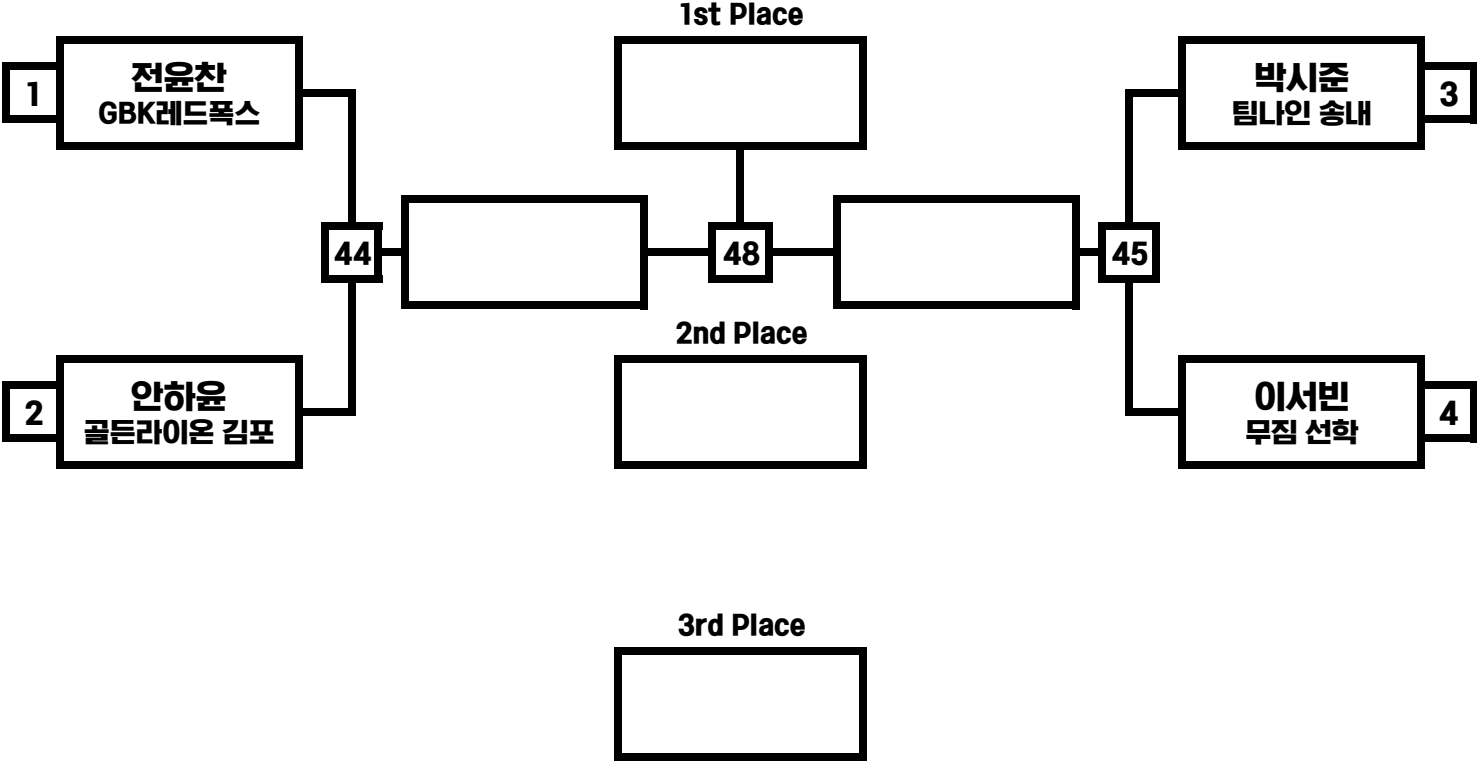 1st Place
1
전윤찬
GBK레드폭스
박시준
팀나인 송내
3
44
48
45
2nd Place
2
안하윤
골든라이온 김포
이서빈
무짐 선학
4
3rd Place